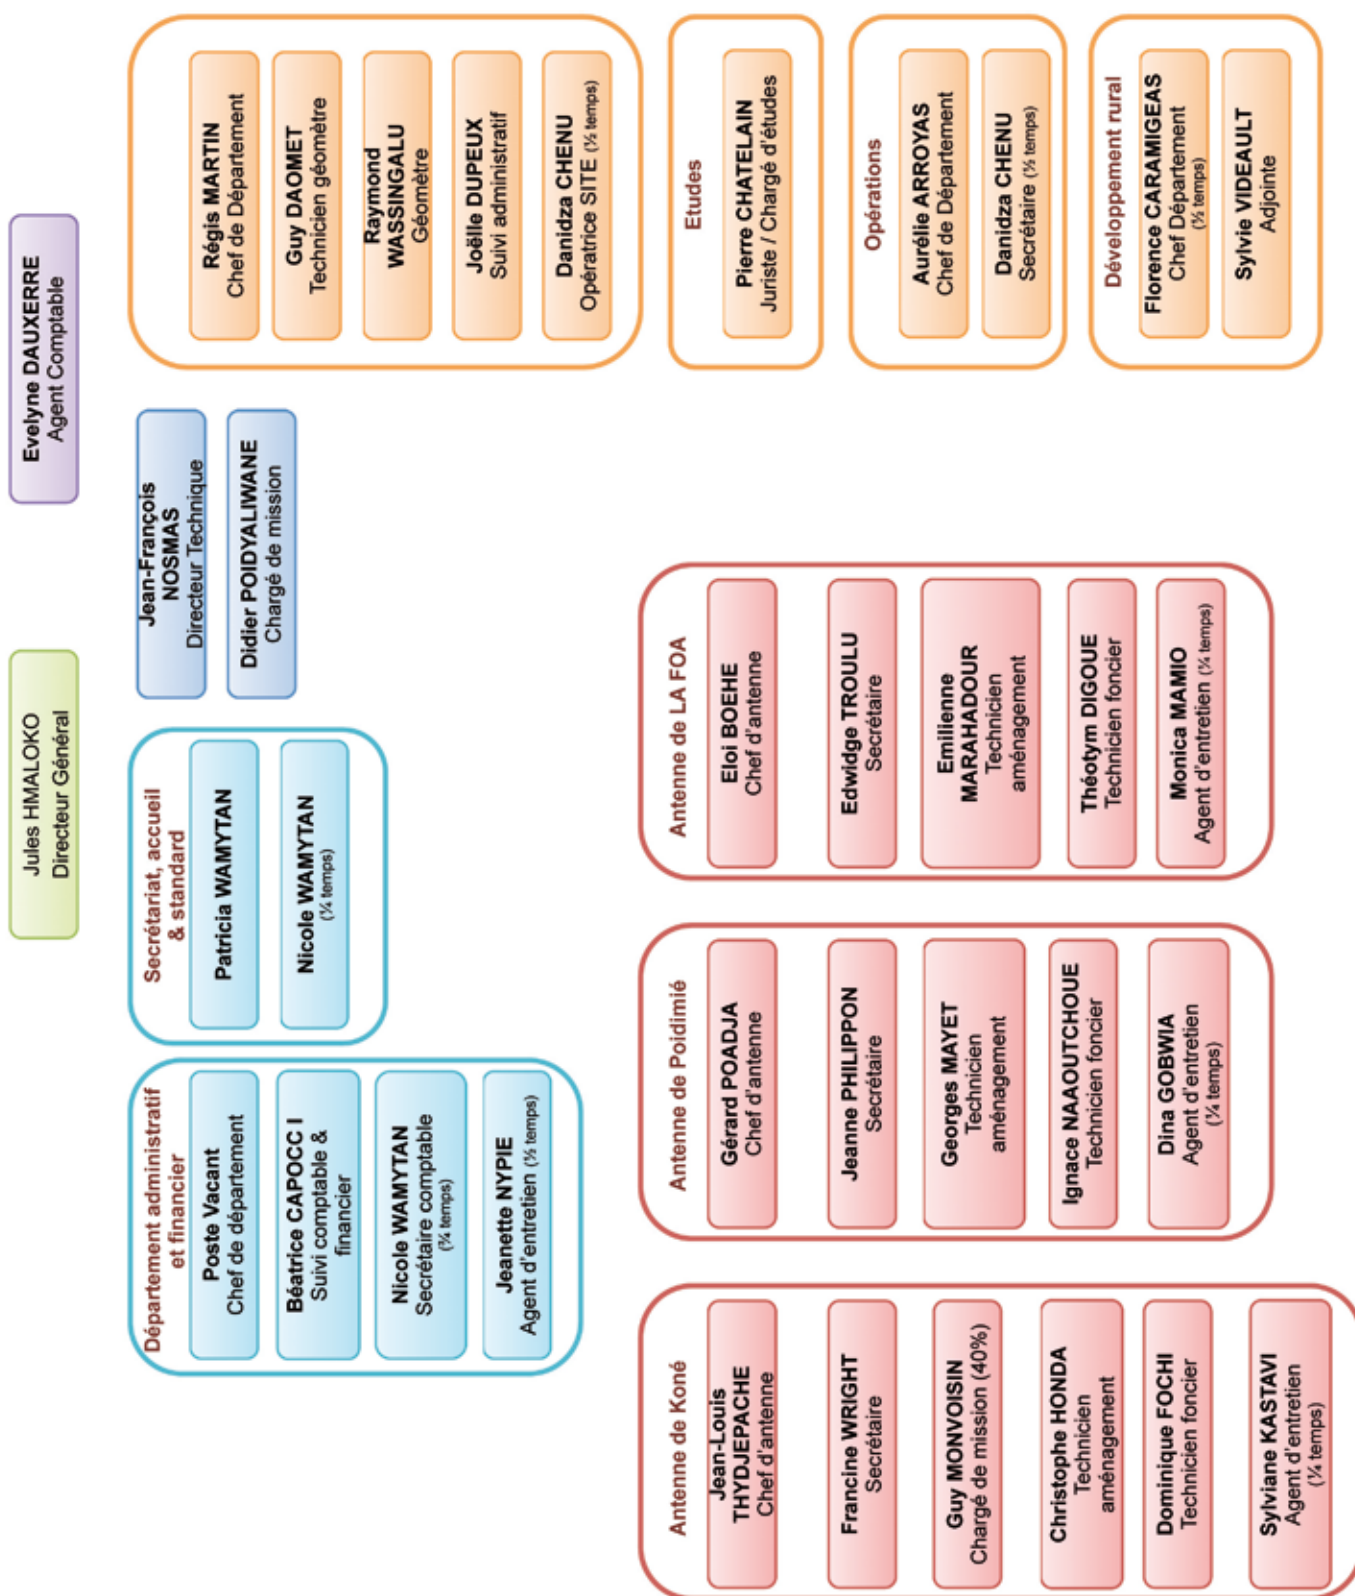 Jules HMALOKO
Directeur Général
Evelyne DAUXERRE
Agent Comptable
Département administratif
et financier
Poste Vacant
Chef de département
Béatrice CAPOCC I
Suivi comptable &
financier
Nicole WAMYTAN
Secrétaire comptable
(¾ temps)
Jeanette NYPIE
Agent d'entretien (½ temps)
Secrétariat, accueil
& standard
Patricia WAMYTAN
Nicole WAMYTAN
(¼ temps)
Jean-François
NOSMAS
Directeur Technique
Didier POIDYALIWANE
Chargé de mission
Régis MARTIN
Chef de Département
Guy DAOMET
Technicien géomètre
Raymond
WASSINGALU
Géomètre
Joëlle DUPEUX
Suivi administratif
Danidza CHENU
Opératrice SITE (½ temps)
Etudes
Pierre CHATELAIN
Juriste / Chargé d'études
Opérations
Aurélie ARROYAS
Chef de Département
Danidza CHENU
Secrétaire (½ temps)
Développement rural
Florence CARAMIGEAS
Chef Département
(½ temps)
Sylvie VIDEAULT
Adjointe
Antenne de Koné
Jean-Louis
THYDJEPACHE
Chef d'antenne
Francine WRIGHT
Secrétaire
Guy MONVOISIN
Chargé de mission (40%)
Christophe HONDA
Technicien
aménagement
Dominique FOCHI
Technicien foncier
Sylviane KASTAVI
Agent d'entretien
(¼ temps)
Antenne de Poidimié
Gérard POADJA
Chef d'antenne
Jeanne PHILIPPON
Secrétaire
Georges MAYET
Technicien
aménagement
Ignace NAAOUTCHOUE
Technicien foncier
Dina GOBWIA
Agent d'entretien
(¼ temps)
Antenne de LA FOA
Eloi BOEHE
Chef d'antenne
Edwidge TROULU
Secrétaire
Emilienne
MARAHADOUR
Technicien
aménagement
Théotym DIGOUE
Technicien foncier
Monica MAMIO
Agent d'entretien (¼ temps)